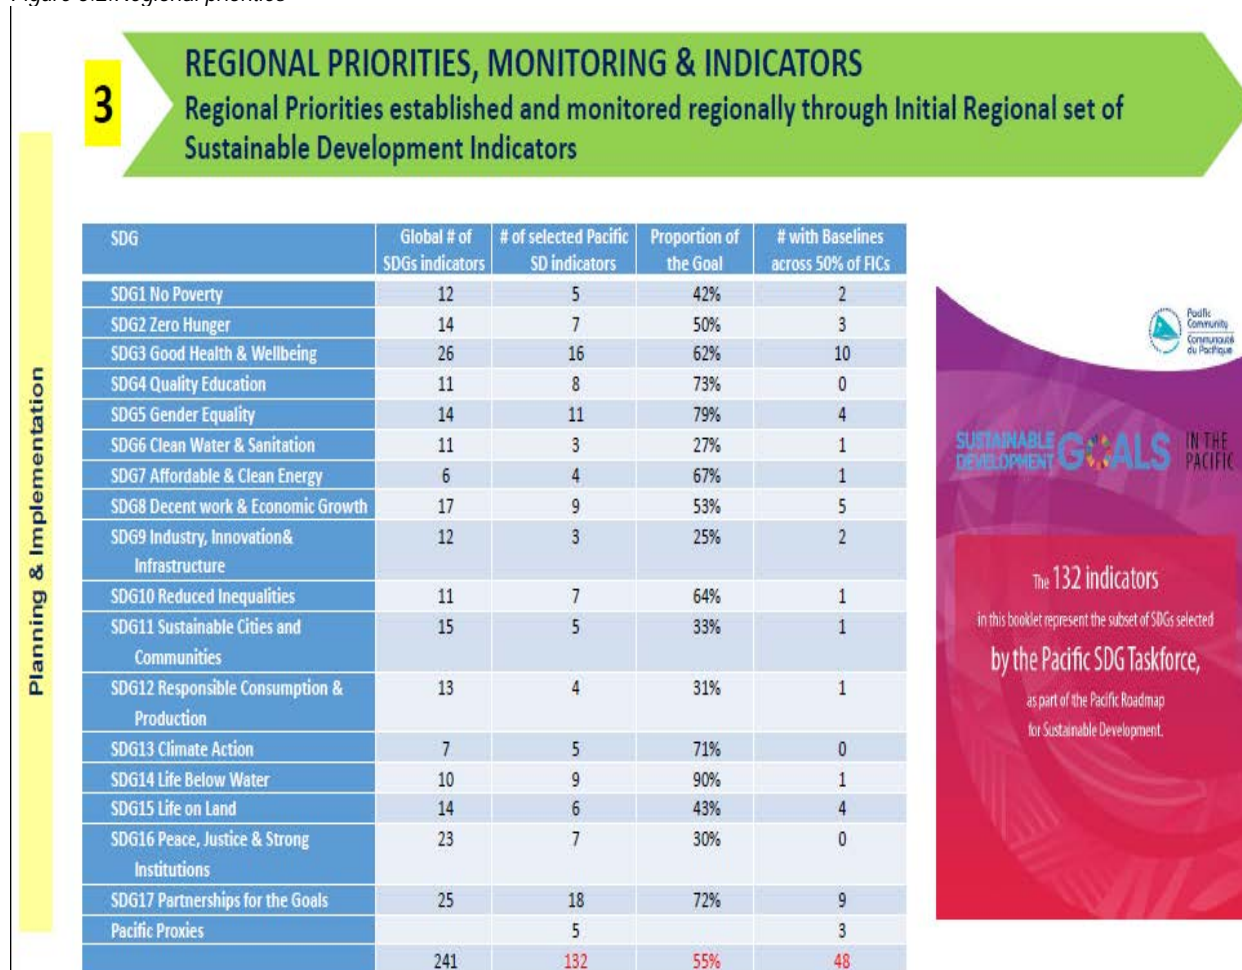 Figure 3.2:Regional priorities
3
REGIONAL PRIORITIES, MONITORING & INDICATORS
Regional Priorities established and monitored regionally through Initial Regional set of
Sustainable Development Indicators
Planning & Implementation
SDG Global # of SDGs indicators # of selected Pacific SD indicators Proportion of the Goal # with Baselines across 50% of FICs
SDG1 No Poverty 12 5 42% 2
SDG2 Zero Hunger 14 7 50% 3
SDG3 Good Health & Wellbeing 26 16 62% 10
SDG4 Quality Education 11 8 73% 0
SDG5 Gender Equality 14 11 79% 4
SDG6 Clean Water & Sanitation 11 3 27% 1
SDG7 Affordable & Clean Energy 6 4 67% 1
SDG8 Decent work & Economic Growth 17 9 53% 5
SDG9 Industry, Innovation& 12 3 25% 2
Infrastructure
SDG10 Reduced Inequalities 11 7 64% 1
SDG11 Sustainable Cities and 15 5 33% 1
Communities
SDG12 Responsible Consumption & 13 4 31% 1
Production
SDG13 Climate Action 7 5 71% 0
SDG14 Life Below Water 10 9 90% 1
SDG15 Life on Land 14 6 43% 4
SDG16 Peace, Justice & Strong 23 7 30% 0
Institutions
SDG17 Partnerships for the Goals 25 18 72% 9
Pacific Proxies 5 3
241 132 55% 48
Pacific
Community
Communauté
du Pacifique
SUSTAINABLE
DEVELOPMENT GOALS IN THE
PACIFIC
The 132 indicators
in this booklet represent the subset of SDGs selected
by the Pacific SDG Taskforce,
as part of the Pacific Roadmap
for Sustainable Development.